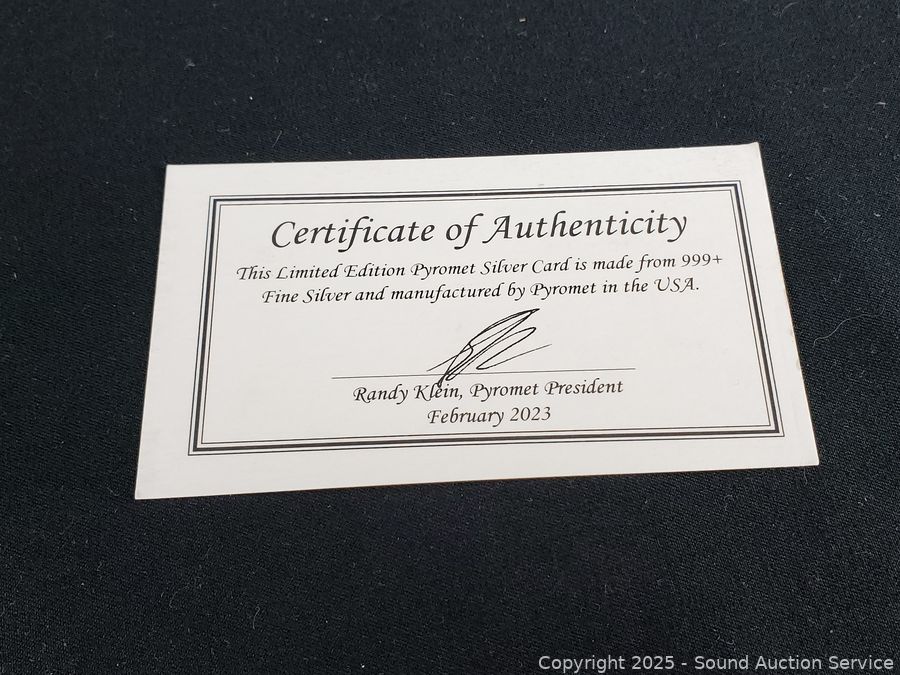 Certificate of Authenticity
This Limited Edition Pyromet Silver Card is made from 999+
Fine Silver and manufactured by Pyromet in the USA.
Randy Klein, Pyromet President
February 2023
Copyright 2025 - Sound Auction Service